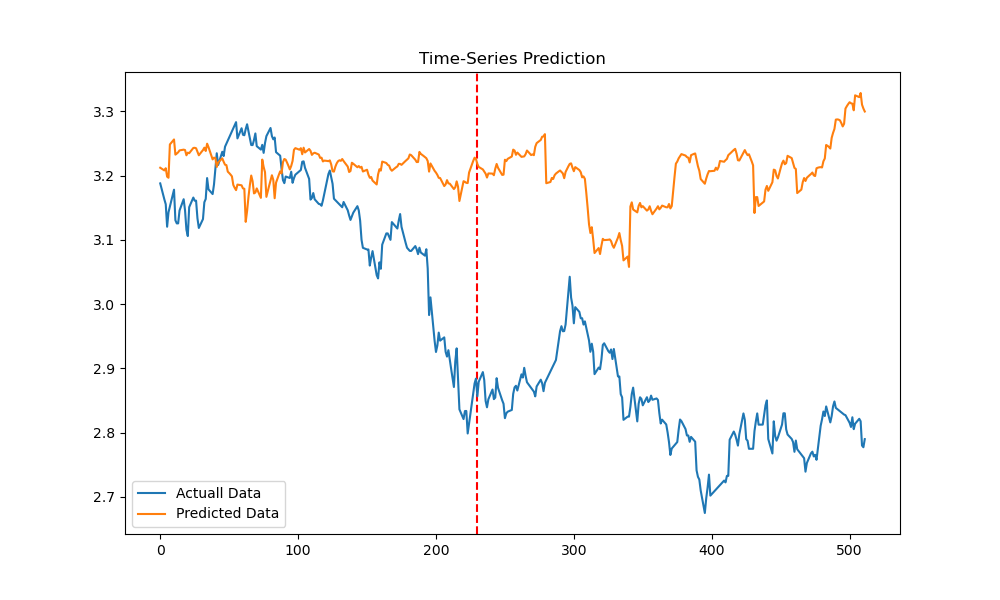 Time-Series Prediction
3.3
3.2
3.1
3.0
2.9
2.8
2.7
Actuall Data
Predicted Data
0 100 200 300 400 500